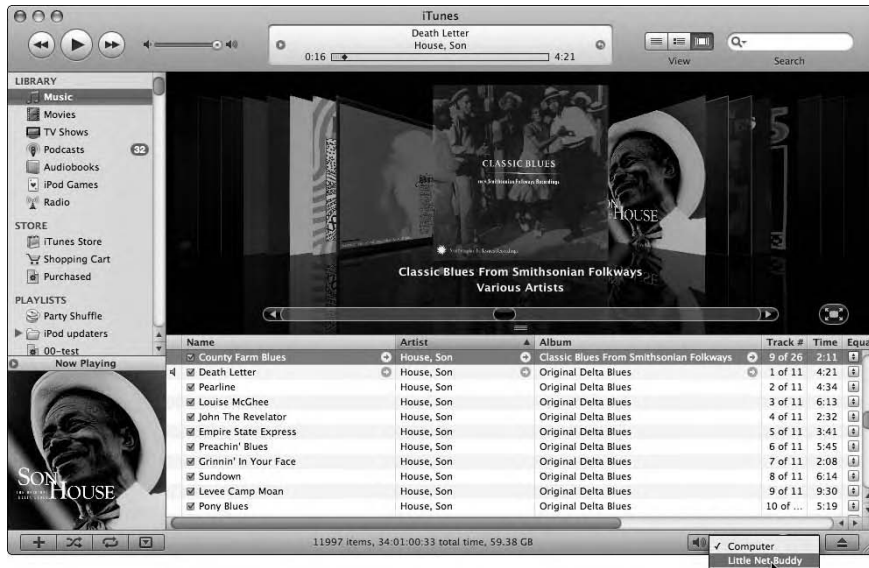 iTunes
Death Letter
House, Son
0:16 4:21
View
Search
LIBRARY
Music
Movies
TV Shows
Podcasts 32
Audiobooks
iPod Games
Radio
STORE
iTunes Store
Shopping Cart
Purchased
PLAYLISTS
Party Shuffle
iPod updaters
00-test
Now Playing
SON HOUSE
CLASSIC BLUES
from Smithsonian Folkways Recordings
Smithsonian Folkways Recordings
HOUSE
Classic Blues From Smithsonian Folkways
Various Artists
Name Artist Album Track # Time Equa
County Farm Blues House, Son Classic Blues From Smithsonian Folkways 9 of 26 2:11
Death Letter House, Son Original Delta Blues 1 of 11 4:21
Pearline House, Son Original Delta Blues 2 of 11 4:34
Louise McGhee House, Son Original Delta Blues 3 of 11 6:13
John The Revelator House, Son Original Delta Blues 4 of 11 2:32
Empire State Express House, Son Original Delta Blues 5 of 11 3:41
Preachin' Blues House, Son Original Delta Blues 6 of 11 5:45
Grinnin' In Your Face House, Son Original Delta Blues 7 of 11 2:08
Sundown House, Son Original Delta Blues 8 of 11 6:14
Levee Camp Moan House, Son Original Delta Blues 9 of 11 9:30
Pony Blues House, Son Original Delta Blues 10 of ... 5:19
11997 items, 34:01:00:33 total time, 59.38 GB
✓ Computer
Little Net Buddy